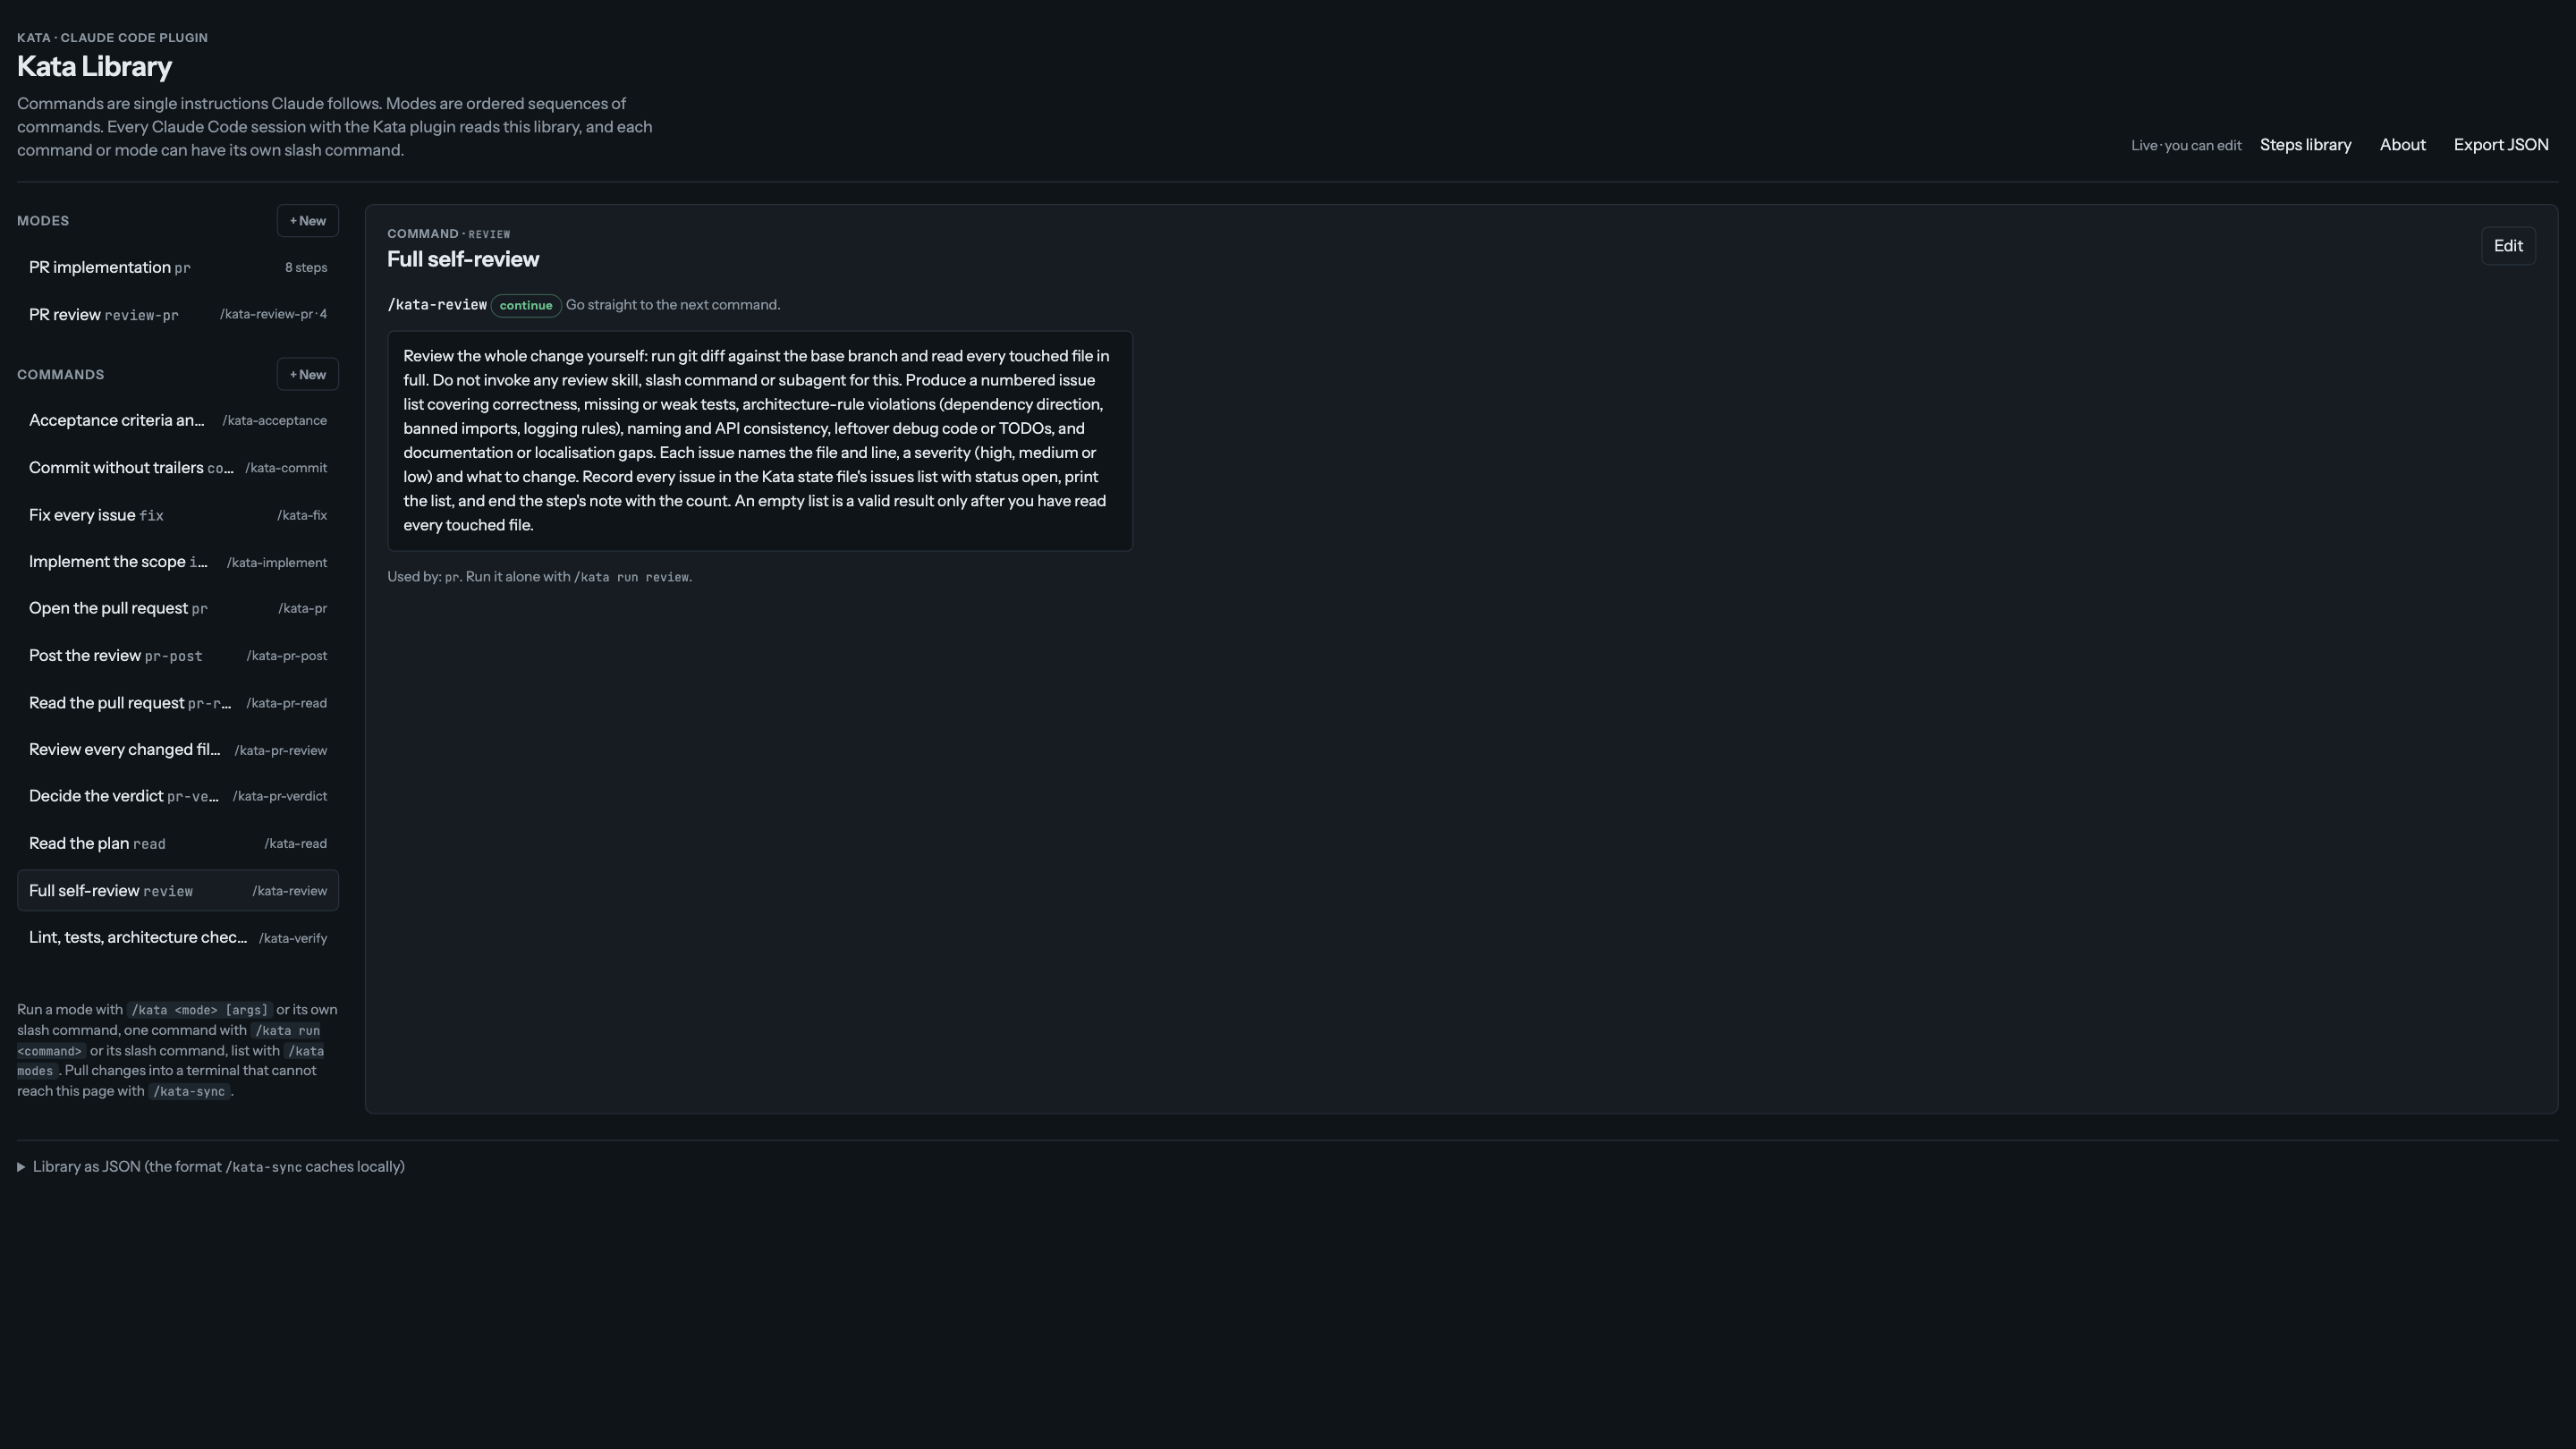 KATA · CLAUDE CODE PLUGIN
Kata Library
Commands are single instructions Claude follows. Modes are ordered sequences of
commands. Every Claude Code session with the Kata plugin reads this library, and each
command or mode can have its own slash command.
Live · you can edit
Steps library
About
Export JSON
MODES
+ New
PR implementation pr
8 steps
PR review review-pr
/kata-review-pr · 4
COMMANDS
+ New
Acceptance criteria an…
/kata-acceptance
Commit without trailers co…
/kata-commit
Fix every issue fix
/kata-fix
Implement the scope i…
/kata-implement
Open the pull request pr
/kata-pr
Post the review pr-post
/kata-pr-post
Read the pull request pr-r…
/kata-pr-read
Review every changed fil…
/kata-pr-review
Decide the verdict pr-ve…
/kata-pr-verdict
Read the plan read
/kata-read
Full self-review review
/kata-review
Lint, tests, architecture chec…
/kata-verify
Run a mode with /kata <mode> [args] or its own
slash command, one command with /kata run
<command> or its slash command, list with /kata
modes. Pull changes into a terminal that cannot
reach this page with /kata-sync.
COMMAND · REVIEW
Full self-review
Edit
/kata-review continue Go straight to the next command.
Review the whole change yourself: run git diff against the base branch and read every touched file in
full. Do not invoke any review skill, slash command or subagent for this. Produce a numbered issue
list covering correctness, missing or weak tests, architecture-rule violations (dependency direction,
banned imports, logging rules), naming and API consistency, leftover debug code or TODOs, and
documentation or localisation gaps. Each issue names the file and line, a severity (high, medium or
low) and what to change. Record every issue in the Kata state file's issues list with status open, print
the list, and end the step's note with the count. An empty list is a valid result only after you have read
every touched file.
Used by: pr. Run it alone with /kata run review.
Library as JSON (the format /kata-sync caches locally)